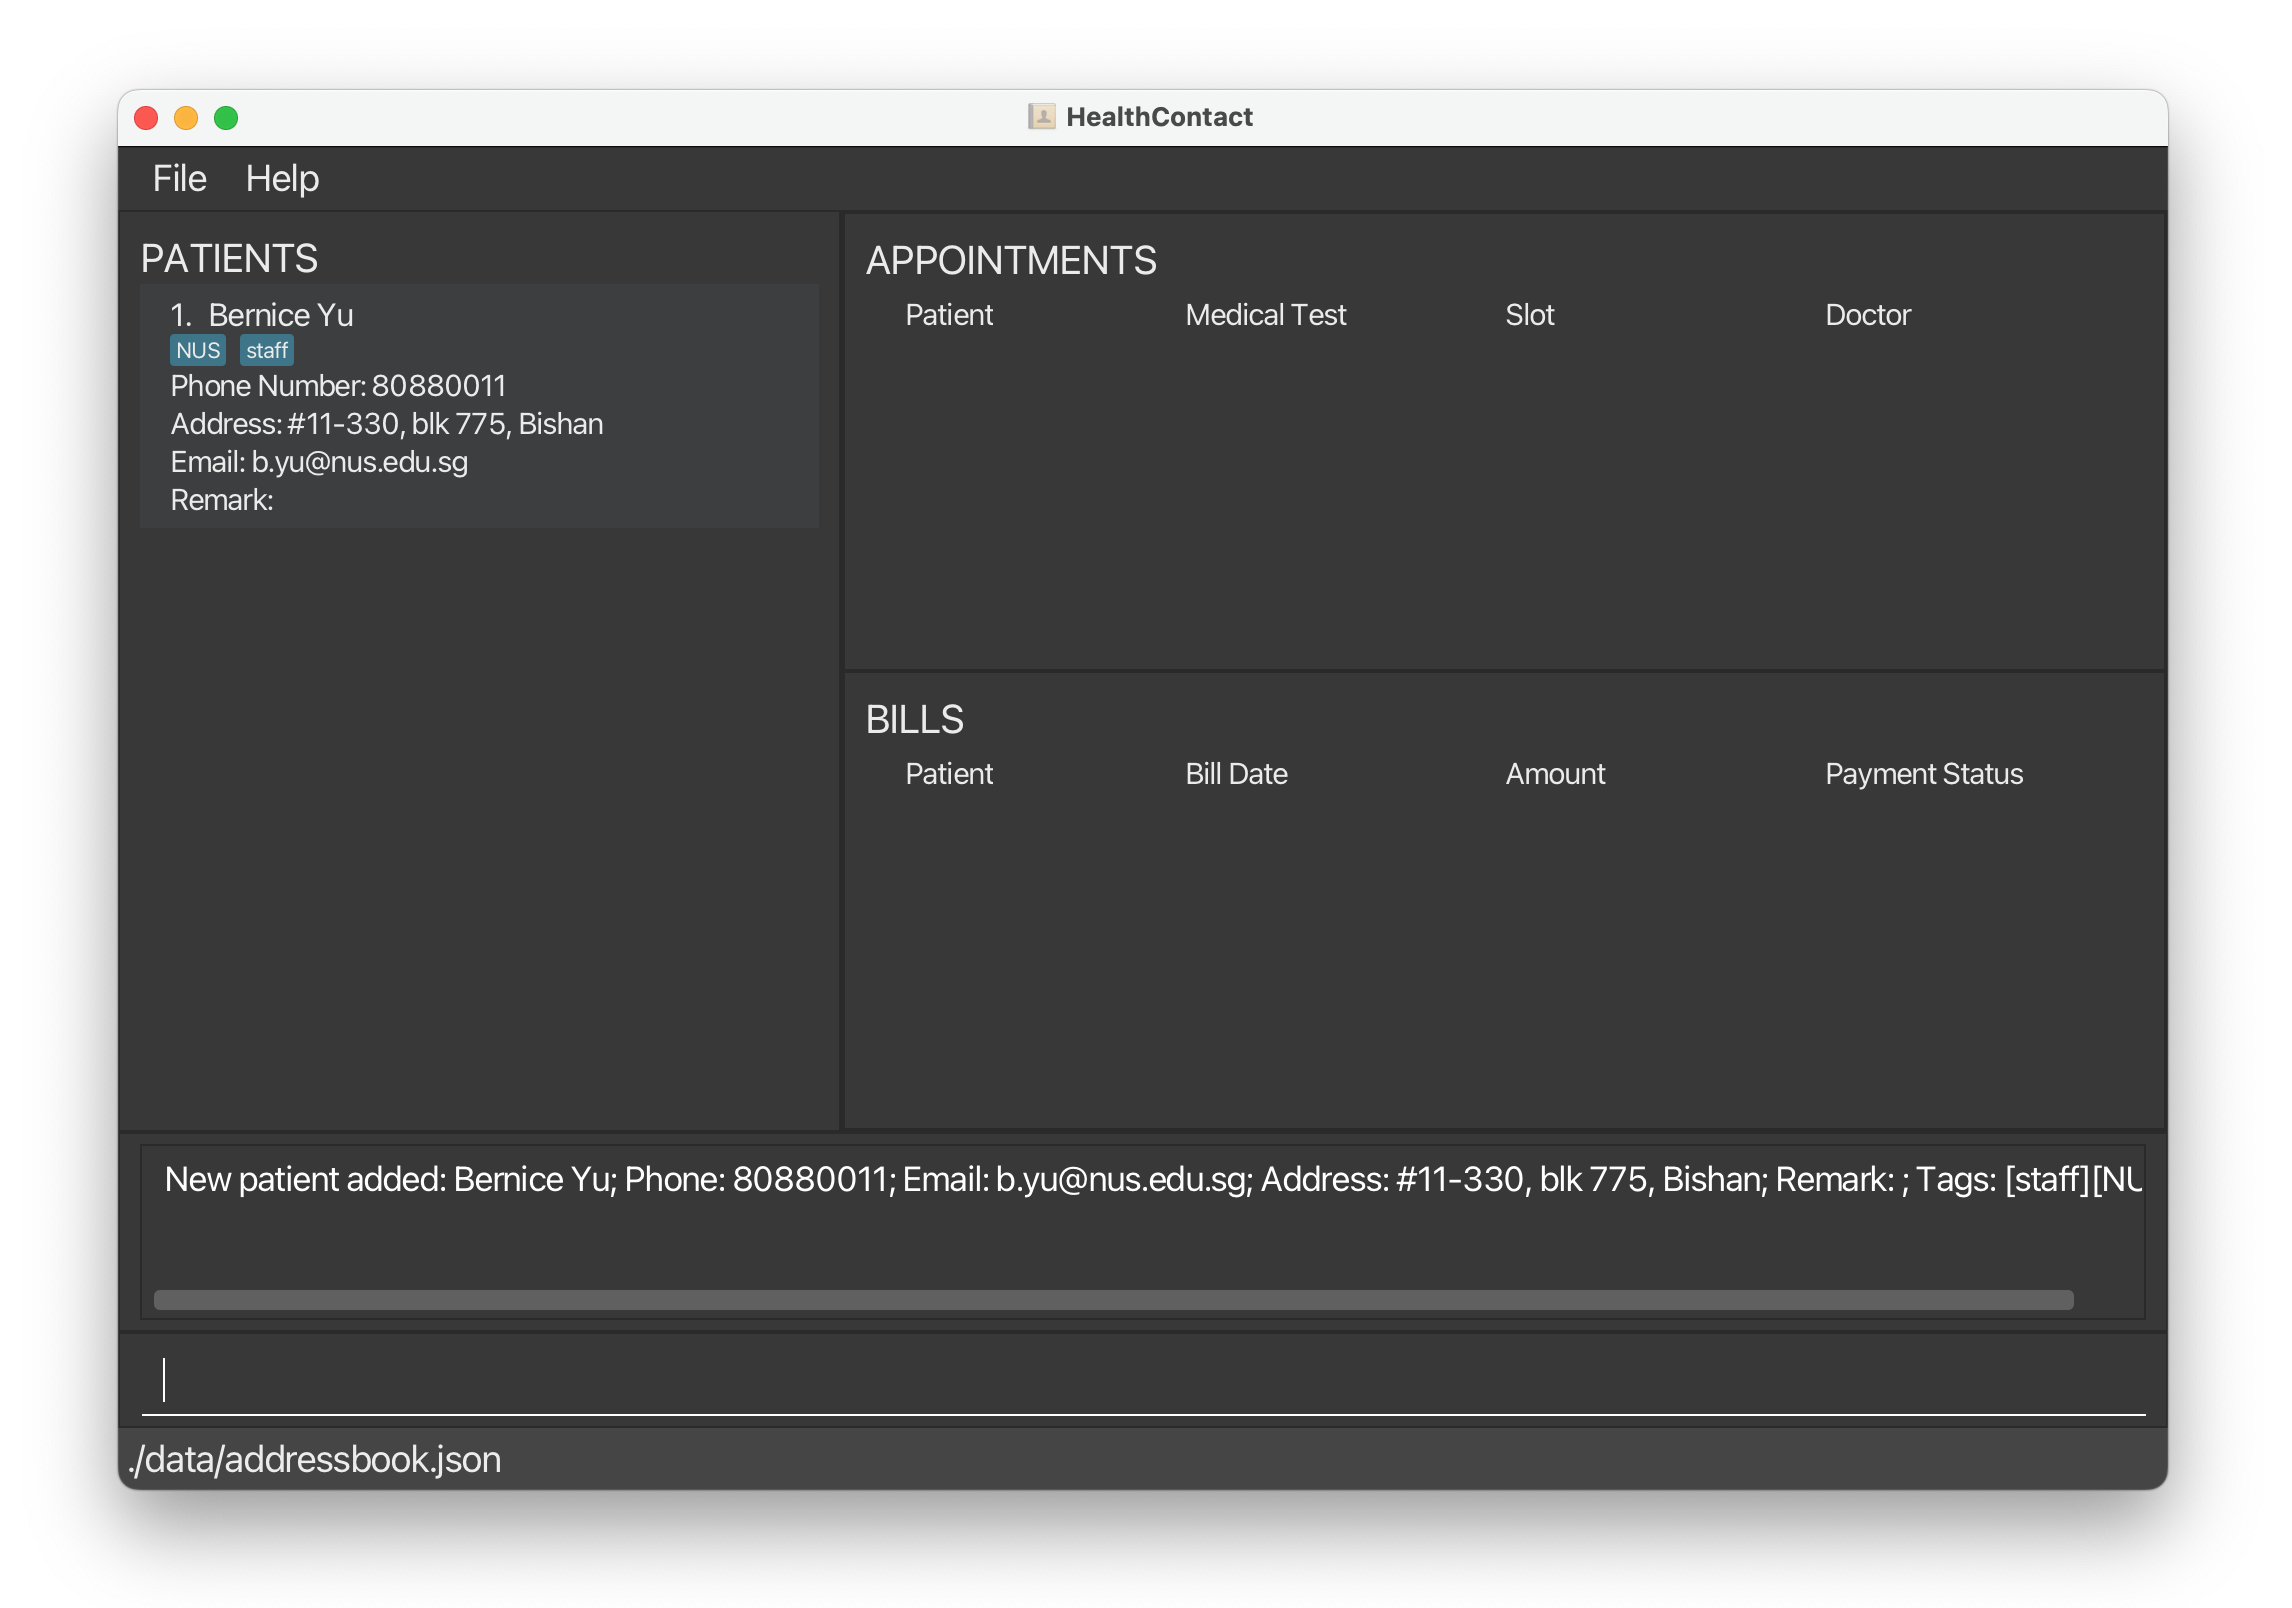 HealthContact
File Help
PATIENTS
1. Bernice Yu
NUS staff
Phone Number: 80880011
Address: #11-330, blk 775, Bishan
Email: b.yu@nus.edu.sg
Remark:
APPOINTMENTS
Patient Medical Test Slot Doctor
BILLS
Patient Bill Date Amount Payment Status
New patient added: Bernice Yu; Phone: 80880011; Email: b.yu@nus.edu.sg; Address: #11-330, blk 775, Bishan; Remark: ; Tags: [staff][NU
./data/addressbook.json